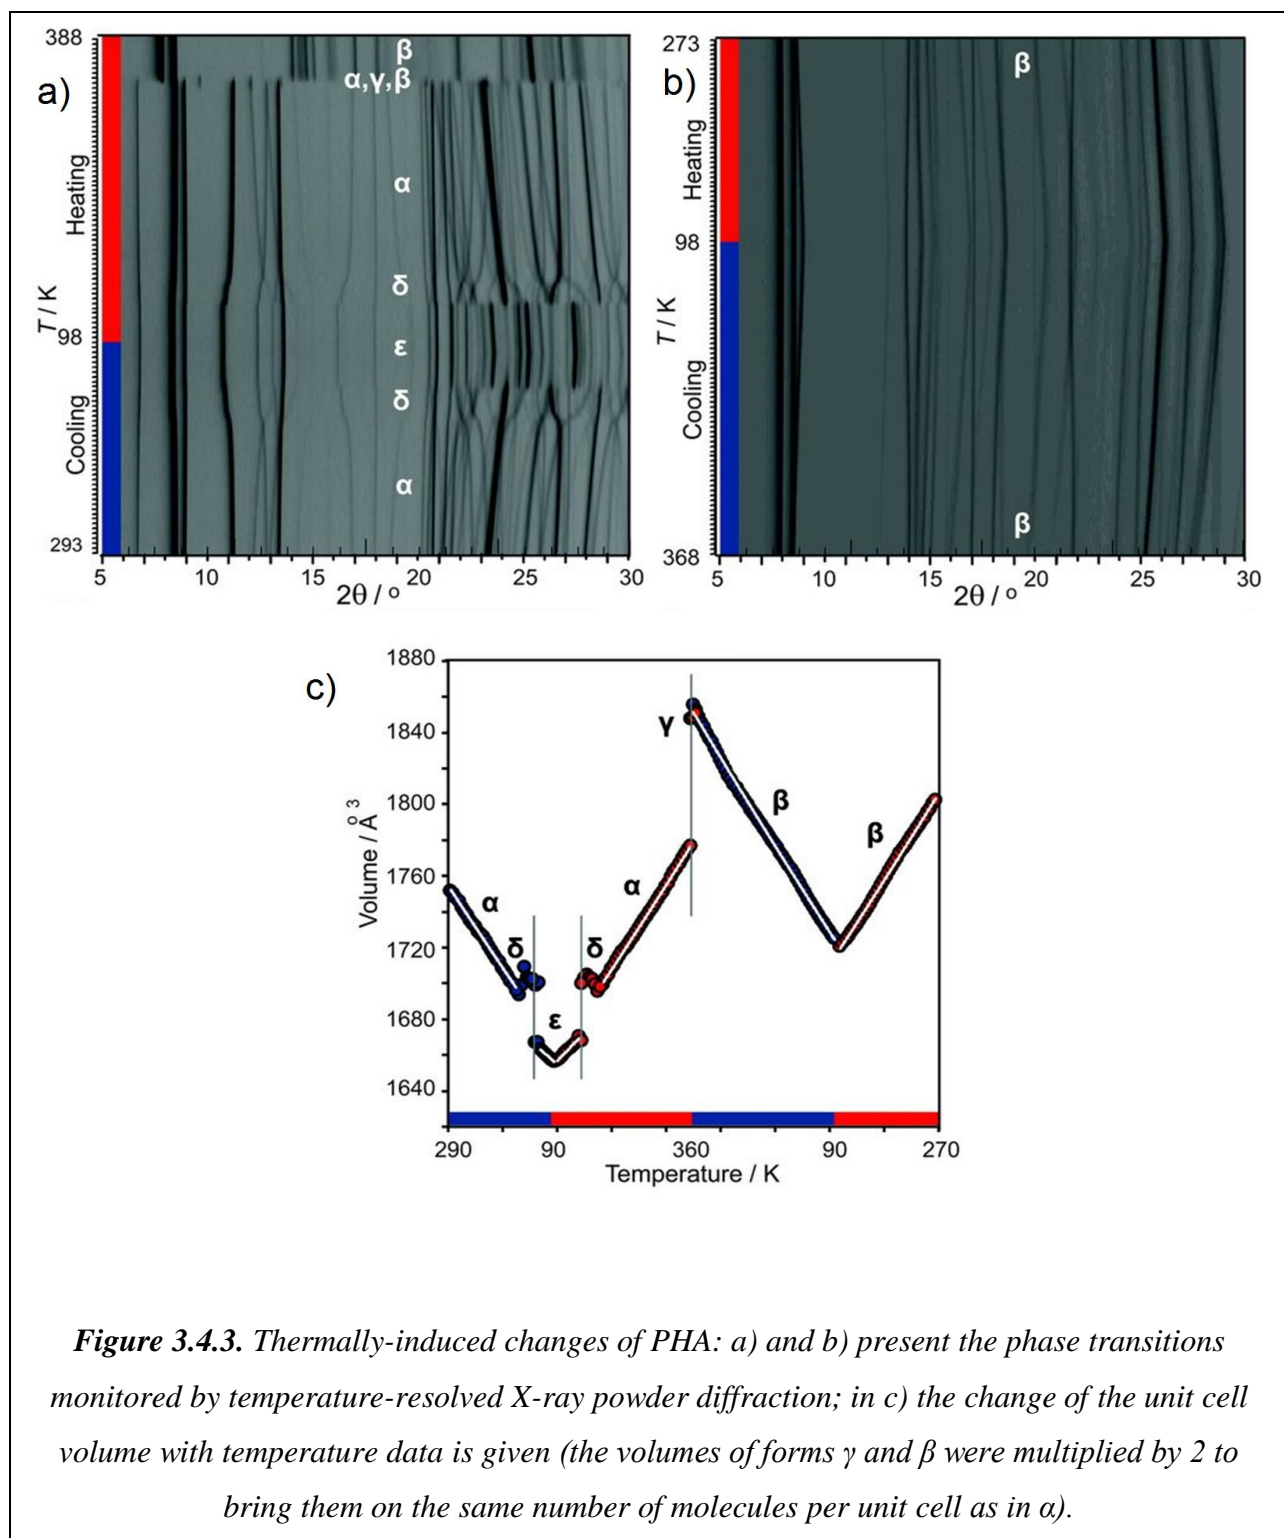 a)
388
β
α,γ,β
α
δ
ε
δ
α
Heating
98
Cooling
T / K
293
5 10 15 20 25 30
2θ / °
b)
273
β
Heating
98
Cooling
T / K
β
368
5 10 15 20 25 30
2θ / °
c)
1880
1840
1800
1760
1720
1680
1640
Volume / Å3
γ
β
β
α
α
δ
δ
ε
290 90 360 90 270
Temperature / K
Figure 3.4.3. Thermally-induced changes of PHA: a) and b) present the phase transitions
monitored by temperature-resolved X-ray powder diffraction; in c) the change of the unit cell
volume with temperature data is given (the volumes of forms γ and β were multiplied by 2 to
bring them on the same number of molecules per unit cell as in α).